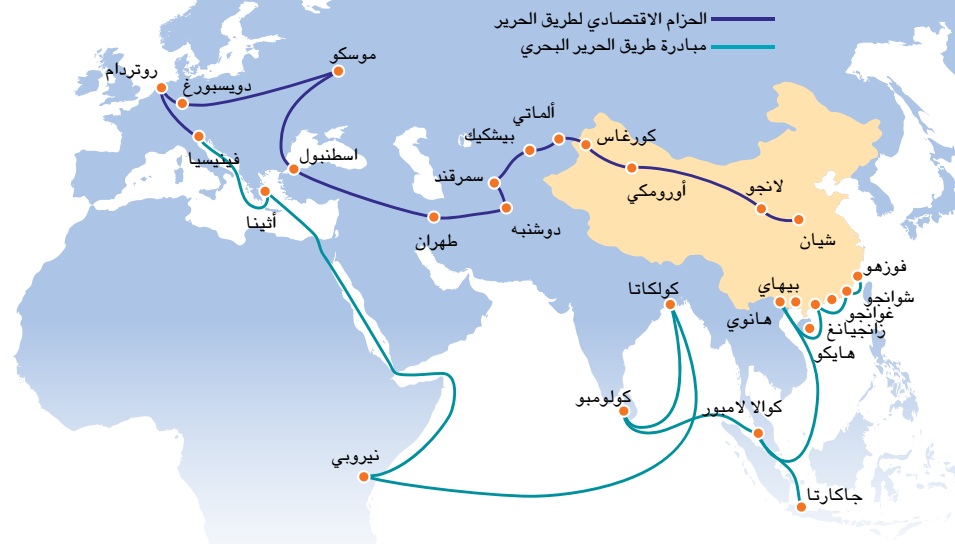 الحزام الاقتصادي لطريق الحرير
مبادرة طريق الحرير البحري
موسكو
روتردام
دويسبورغ
فينيسيا
اسطنبول
أثينا
طهران
دوشنبه
سمرقند
بيشكيك
ألماتي
كورغاس
أورومكي
لانجو
شيان
فوزهو
شوانجو
غوانجو
زانجيانغ
بيهاي
هايكو
هانوي
كولكاتا
كولومبو
كوالا لامبور
جاكارتا
نيروبي